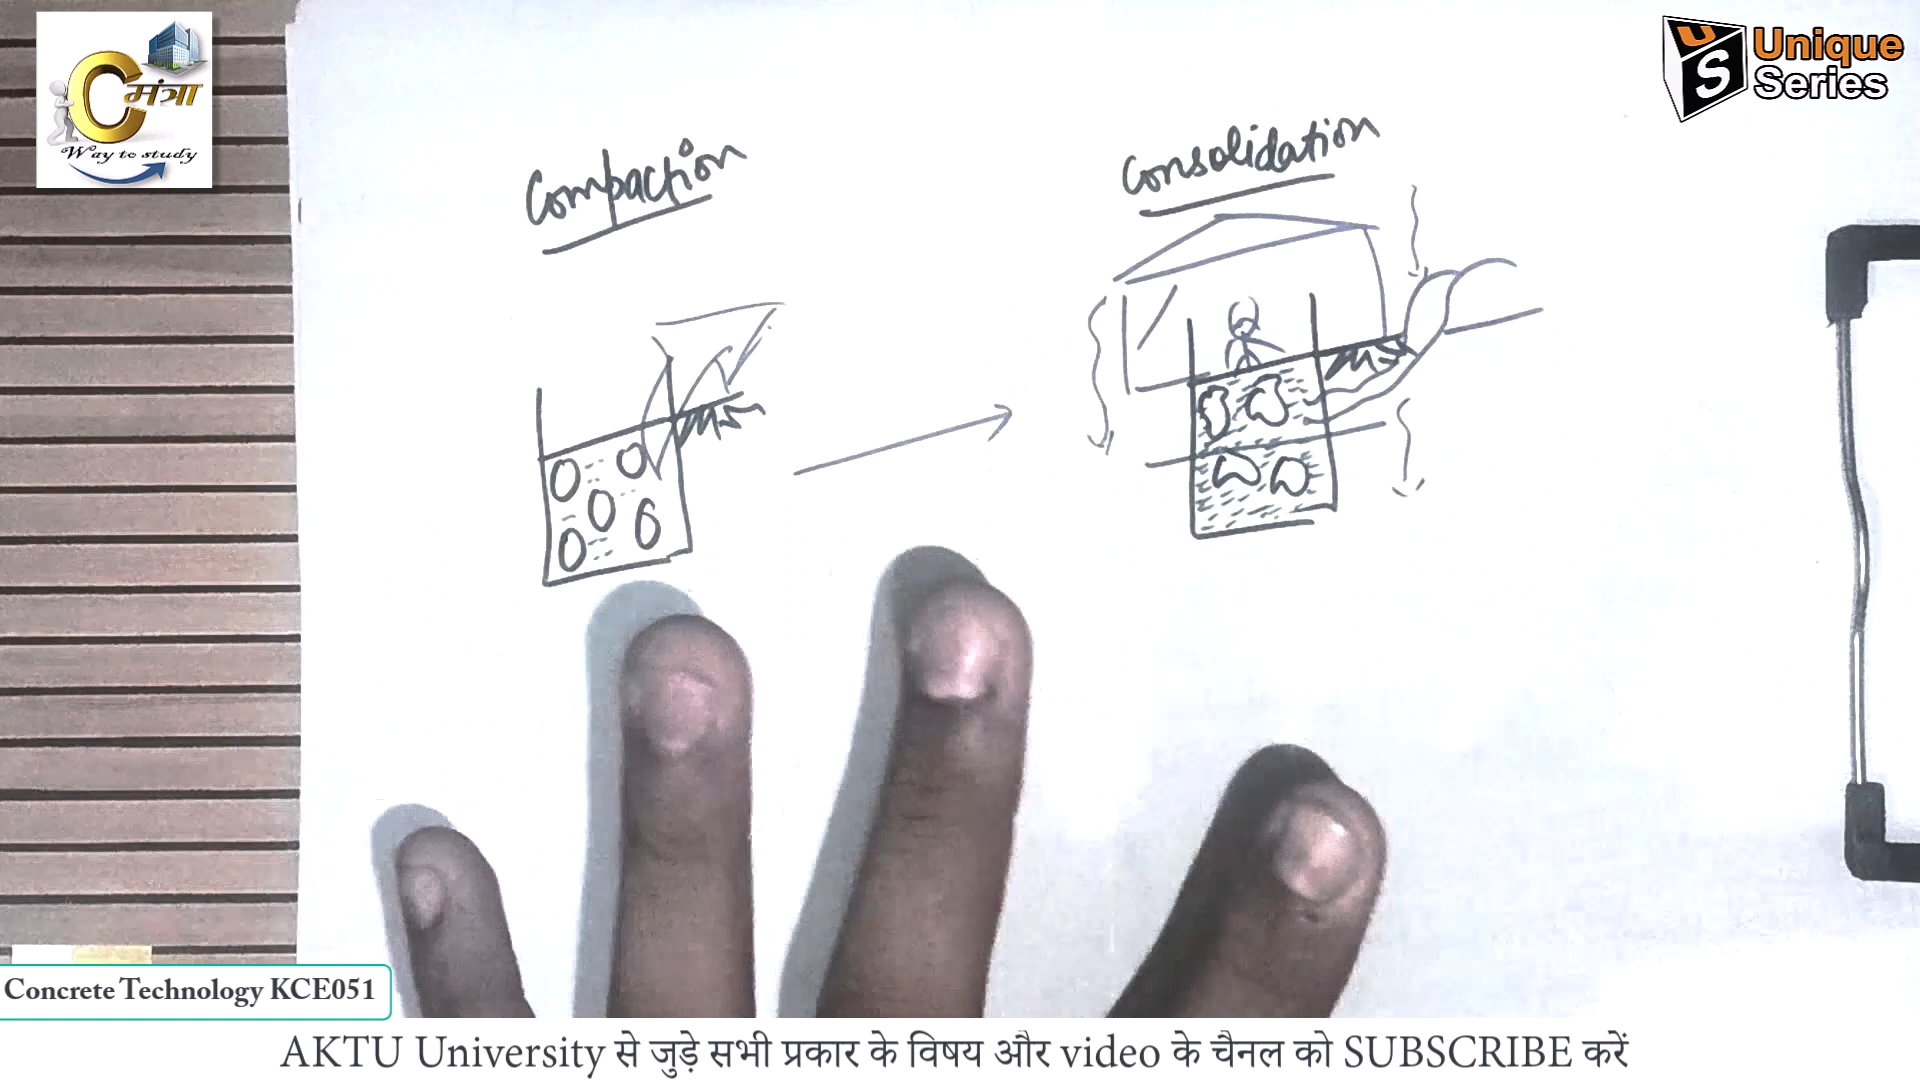 C मंत्रा
Way to study
US Unique
Series
Compaction
Consolidation
Concrete Technology KCE051
AKTU University से जुड़े सभी प्रकार के विषय और video के चैनल को SUBSCRIBE करें